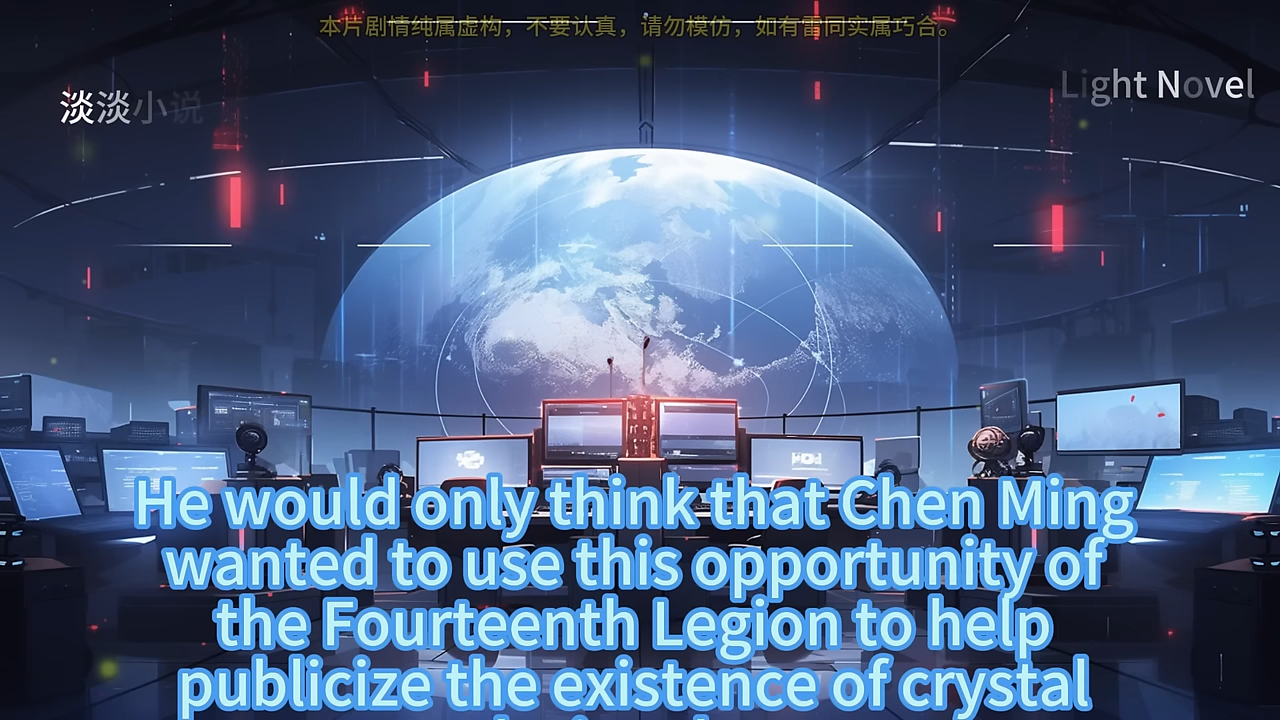 本片剧情纯属虚构，不要认真，请勿模仿，如有雷同实属巧合。
淡淡小说
Light Novel
He would only think that Chen Ming
wanted to use this opportunity of
the Fourteenth Legion to help
publicize the existence of crystal